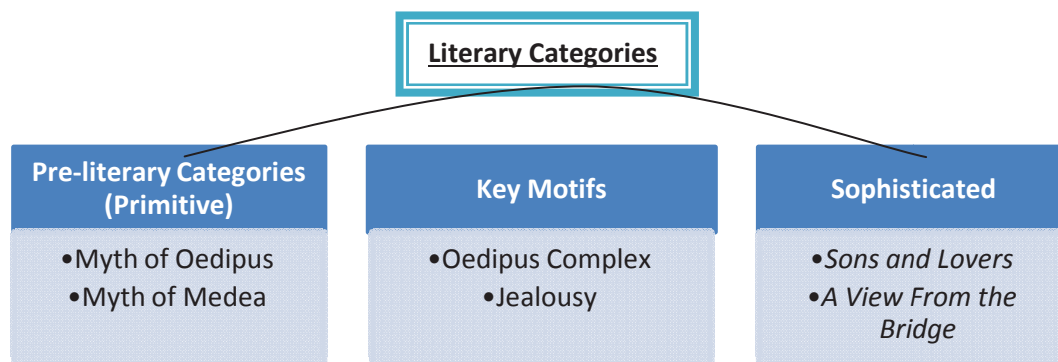 Literary Categories
Pre-literary Categories
(Primitive)
•Myth of Oedipus
•Myth of Medea
Key Motifs
•Oedipus Complex
•Jealousy
Sophisticated
•Sons and Lovers
•A View From the
Bridge